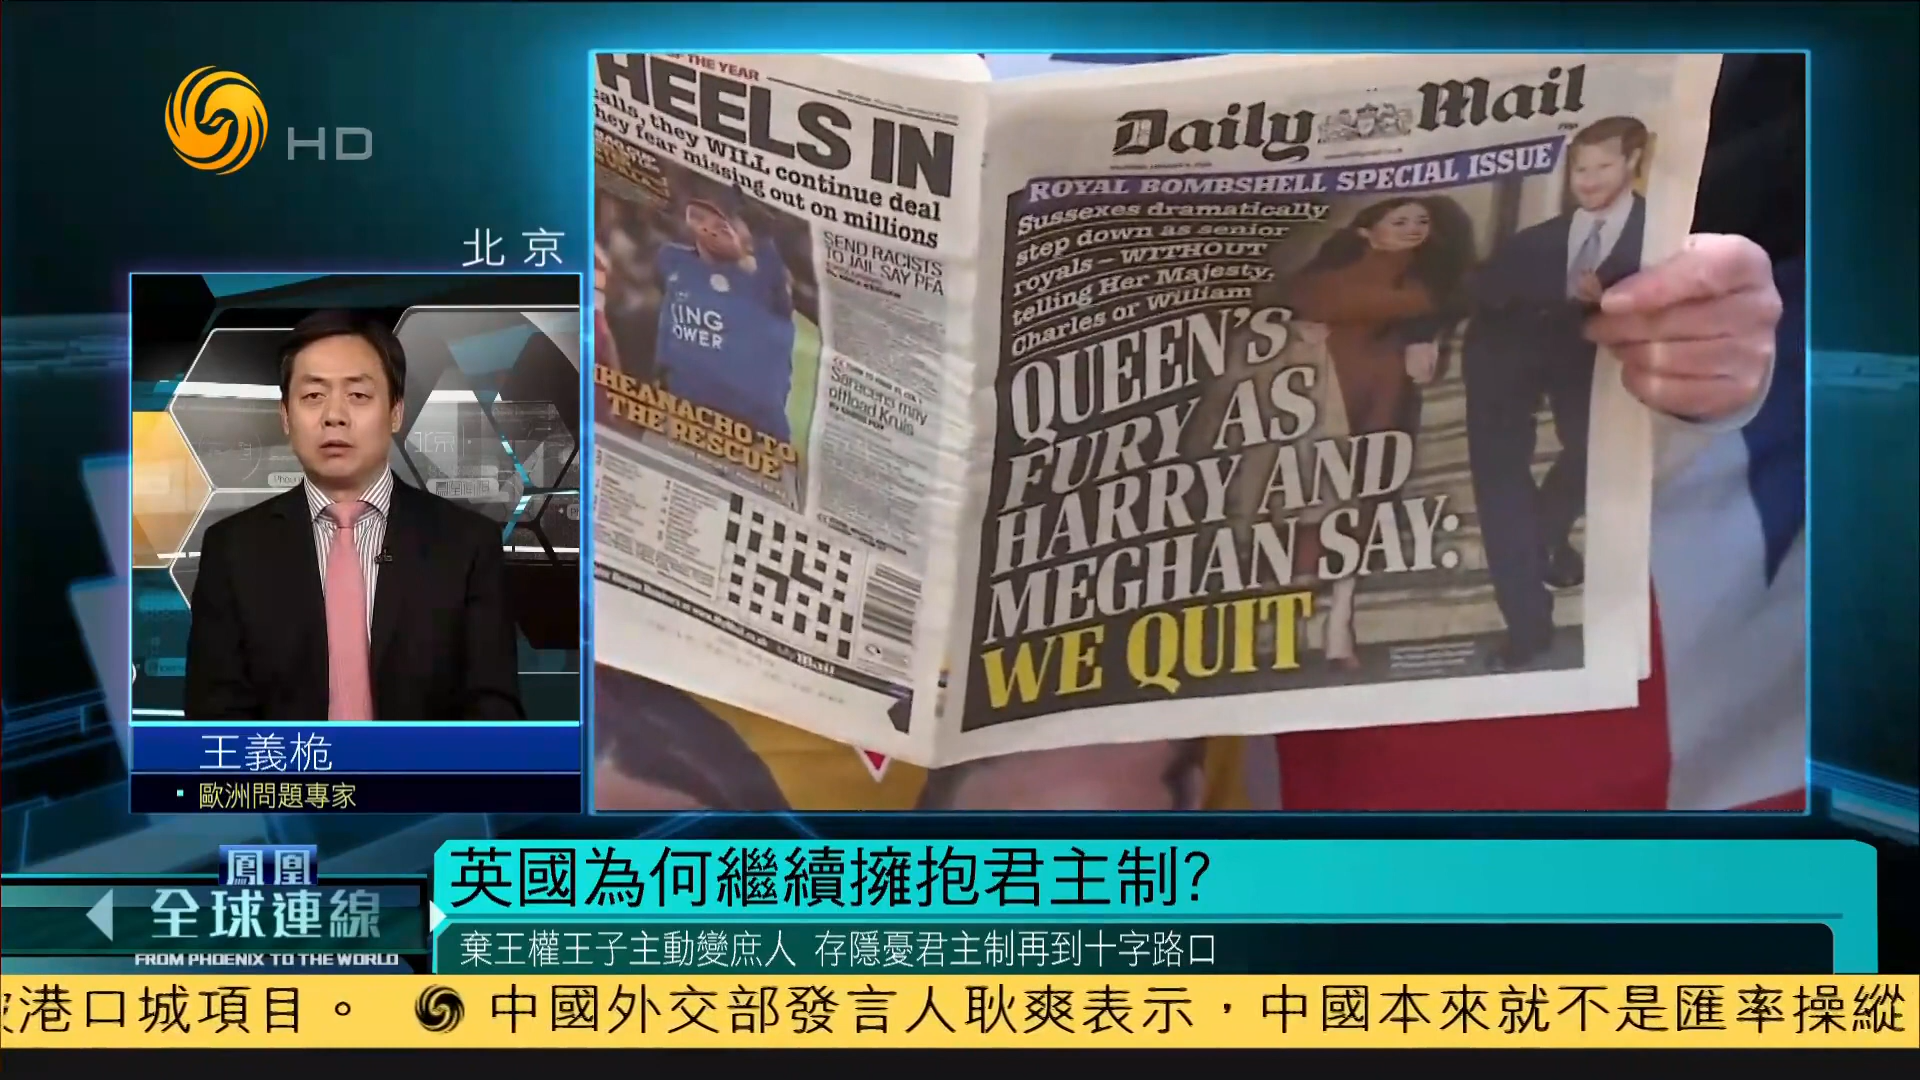 HD
北京
王義桅
歐洲問題專家
OF THE YEAR
HEELS IN
calls, they WILL continue deal
they fear missing out on millions
SEND RACISTS
TO JAIL SAY PFA
KING
POWER
IHEANACHO TO
THE RESCUE
Saracens may
offload Kruis
Daily Mail
ROYAL BOMBSHELL SPECIAL ISSUE
Sussexes dramatically
step down as senior
royals – WITHOUT
telling Her Majesty,
Charles or William
QUEEN'S
FURY AS
HARRY AND
MEGHAN SAY:
WE QUIT
鳳凰
全球連線
FROM PHOENIX TO THE WORLD
英國為何繼續擁抱君主制?
棄王權王子主動變庶人 存隱憂君主制再到十字路口
港口城項目。 中國外交部發言人耿爽表示，中國本來就不是匯率操縱